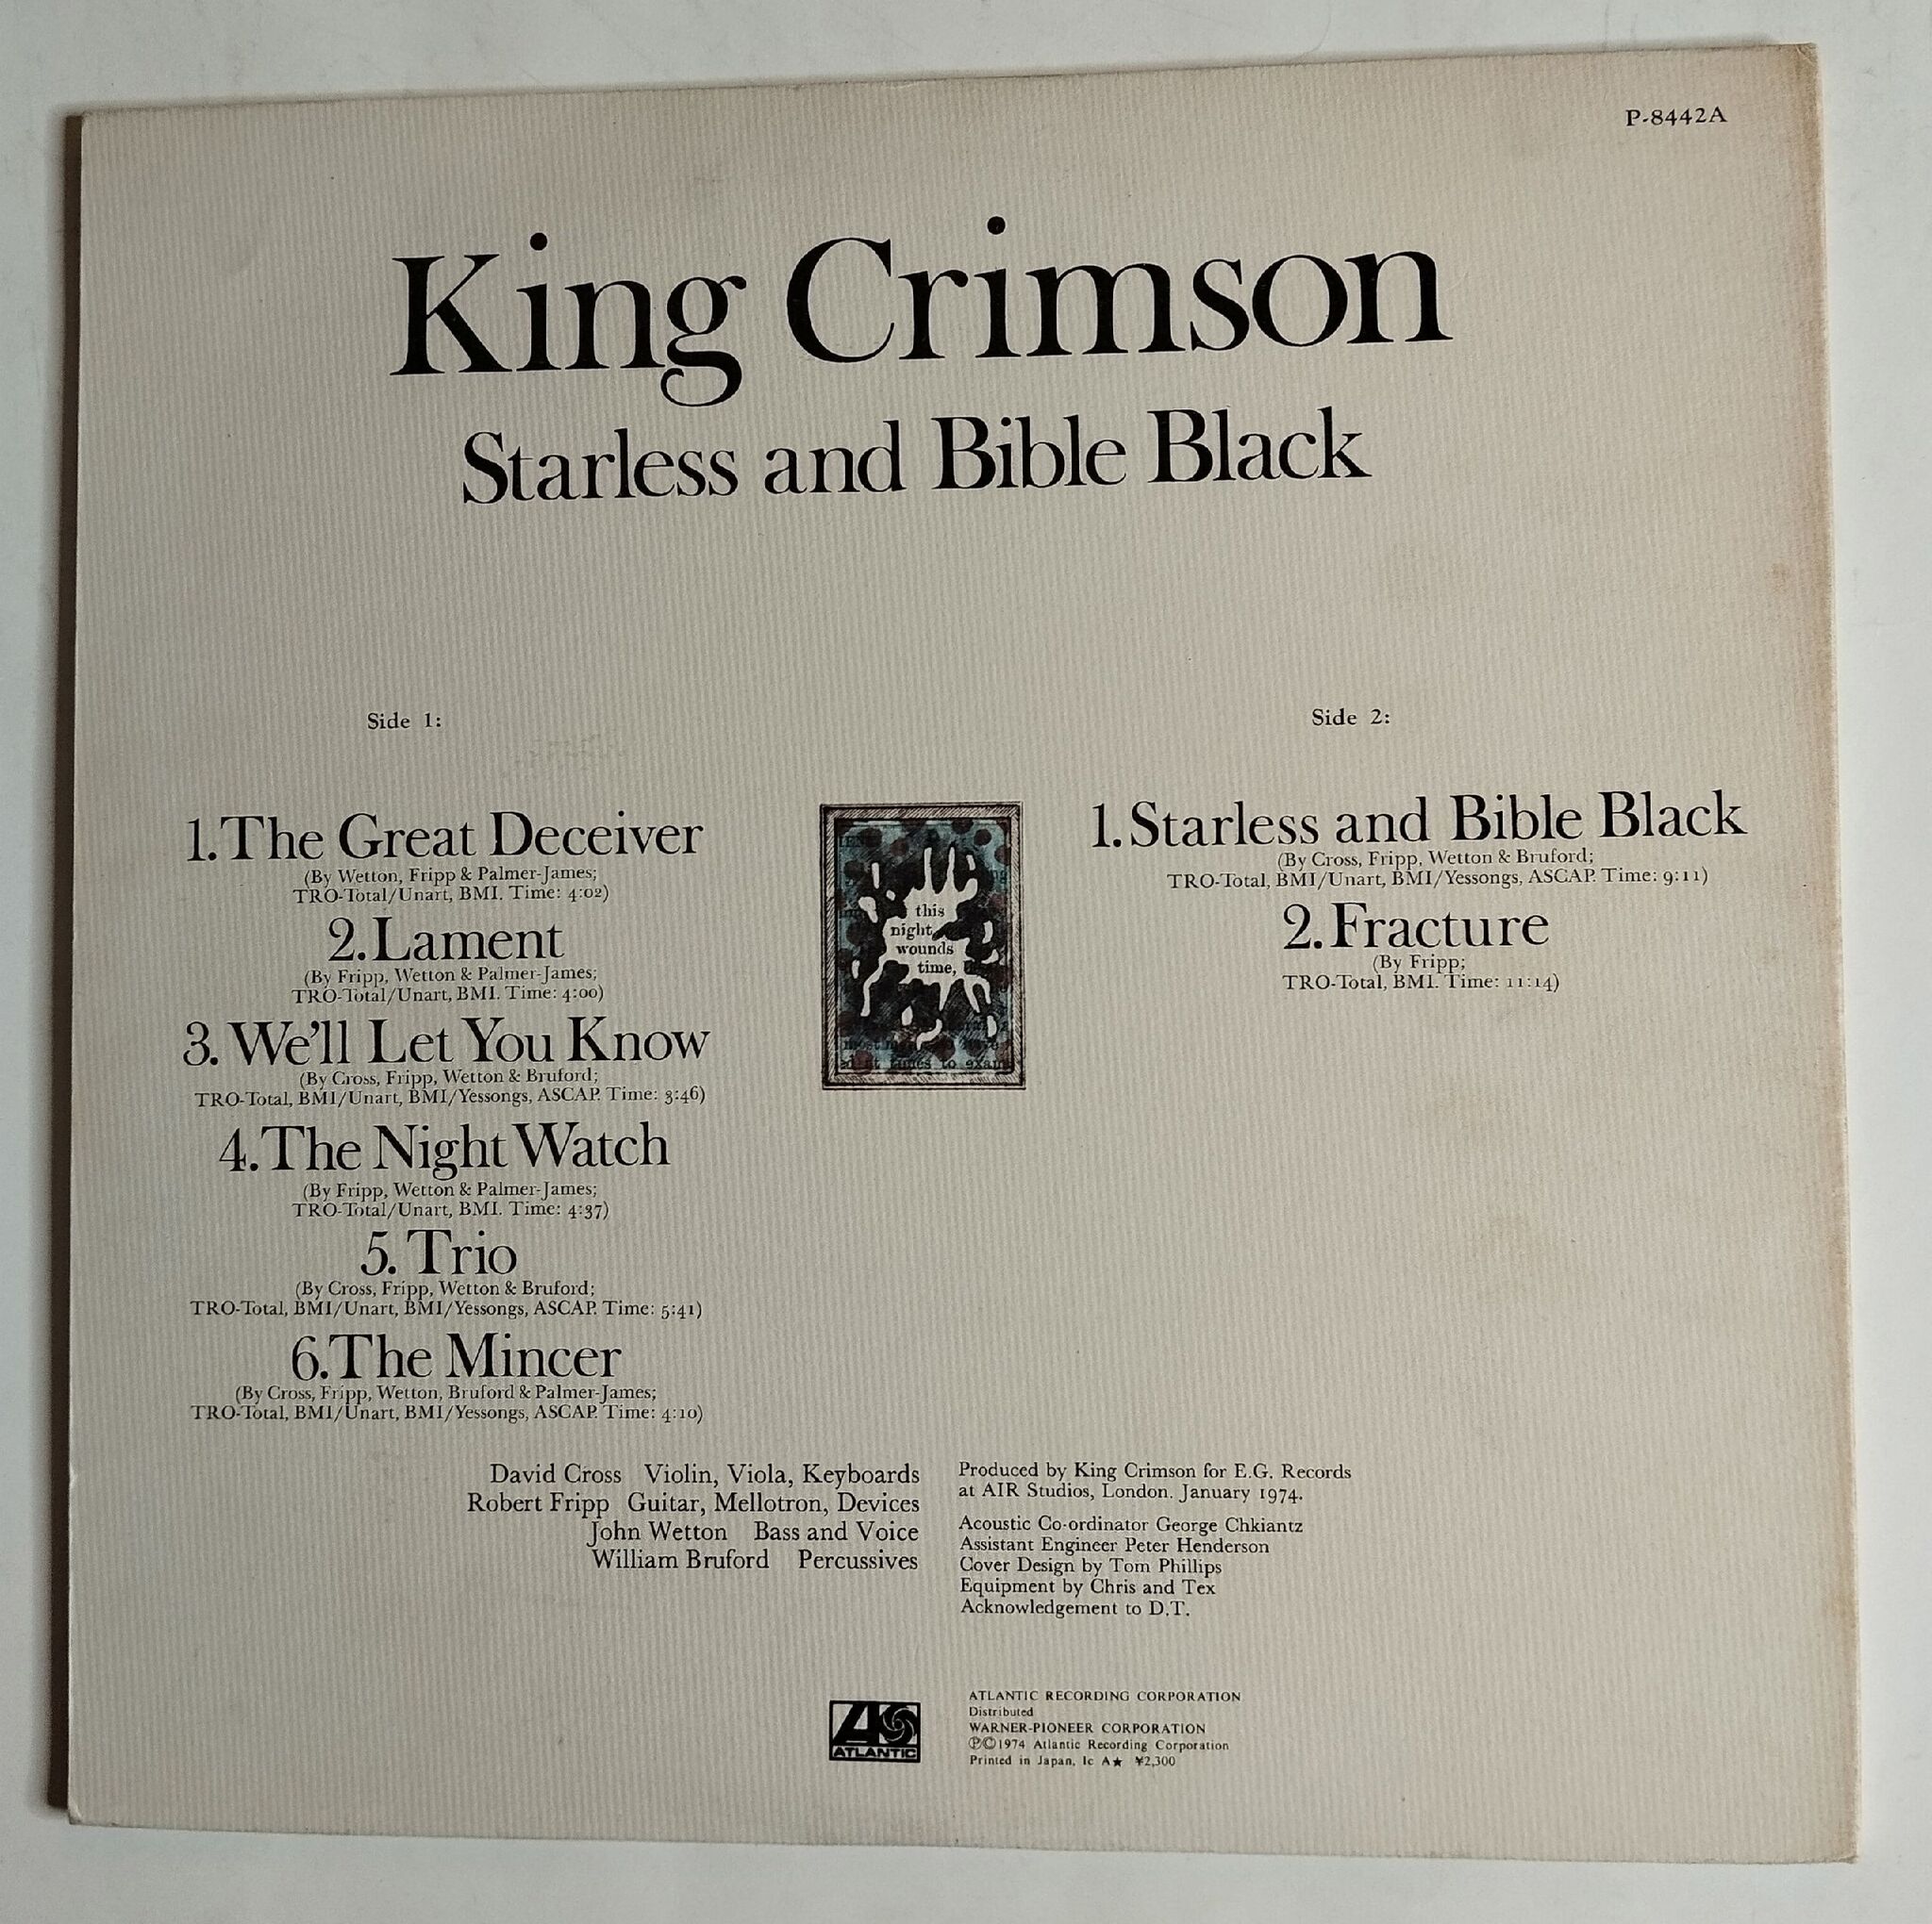 P-8442A
King Crimson
Starless and Bible Black
Side 1:
1. The Great Deceiver
(By Wetton, Fripp & Palmer-James;
TRO-Total/Unart, BMI. Time: 4:02)
2. Lament
(By Fripp, Wetton & Palmer-James;
TRO-Total/Unart, BMI. Time: 4:00)
3. We'll Let You Know
(By Cross, Fripp, Wetton & Bruford;
TRO-Total, BMI/Unart, BMI/Yessongs, ASCAP. Time: 3:46)
4. The Night Watch
(By Fripp, Wetton & Palmer-James;
TRO-Total/Unart, BMI. Time: 4:37)
5. Trio
(By Cross, Fripp, Wetton & Bruford;
TRO-Total, BMI/Unart, BMI/Yessongs, ASCAP. Time: 5:41)
6. The Mincer
(By Cross, Fripp, Wetton, Bruford & Palmer-James;
TRO-Total, BMI/Unart, BMI/Yessongs, ASCAP. Time: 4:10)
this
night
wounds
time,
times to
Side 2:
1. Starless and Bible Black
(By Cross, Fripp, Wetton & Bruford;
TRO-Total, BMI/Unart, BMI/Yessongs, ASCAP. Time: 9:11)
2. Fracture
(By Fripp;
TRO-Total, BMI. Time: 11:14)
David Cross Violin, Viola, Keyboards
Robert Fripp Guitar, Mellotron, Devices
John Wetton Bass and Voice
William Bruford Percussives
Produced by King Crimson for E.G. Records
at AIR Studios, London. January 1974.
Acoustic Co-ordinator George Chkiantz
Assistant Engineer Peter Henderson
Cover Design by Tom Phillips
Equipment by Chris and Tex
Acknowledgement to D.T.
ATLANTIC
ATLANTIC RECORDING CORPORATION
Distributed
WARNER-PIONEER CORPORATION
Ⓟ©1974 Atlantic Recording Corporation
Printed in Japan, Ic A★ ¥2,300